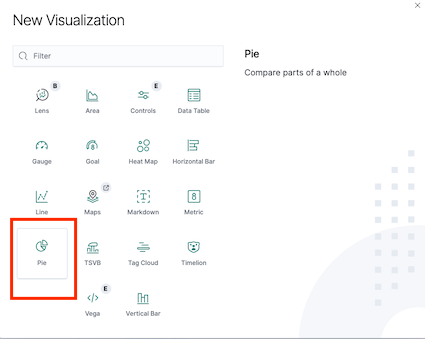 New Visualization
Filter
Pie
Compare parts of a whole
B
E
Lens
Area
Controls
Data Table
Gauge
Goal
Heat Map
Horizontal Bar
Line
Maps
Markdown
Metric
Pie
TSVB
Tag Cloud
Timelion
E
Vega
Vertical Bar